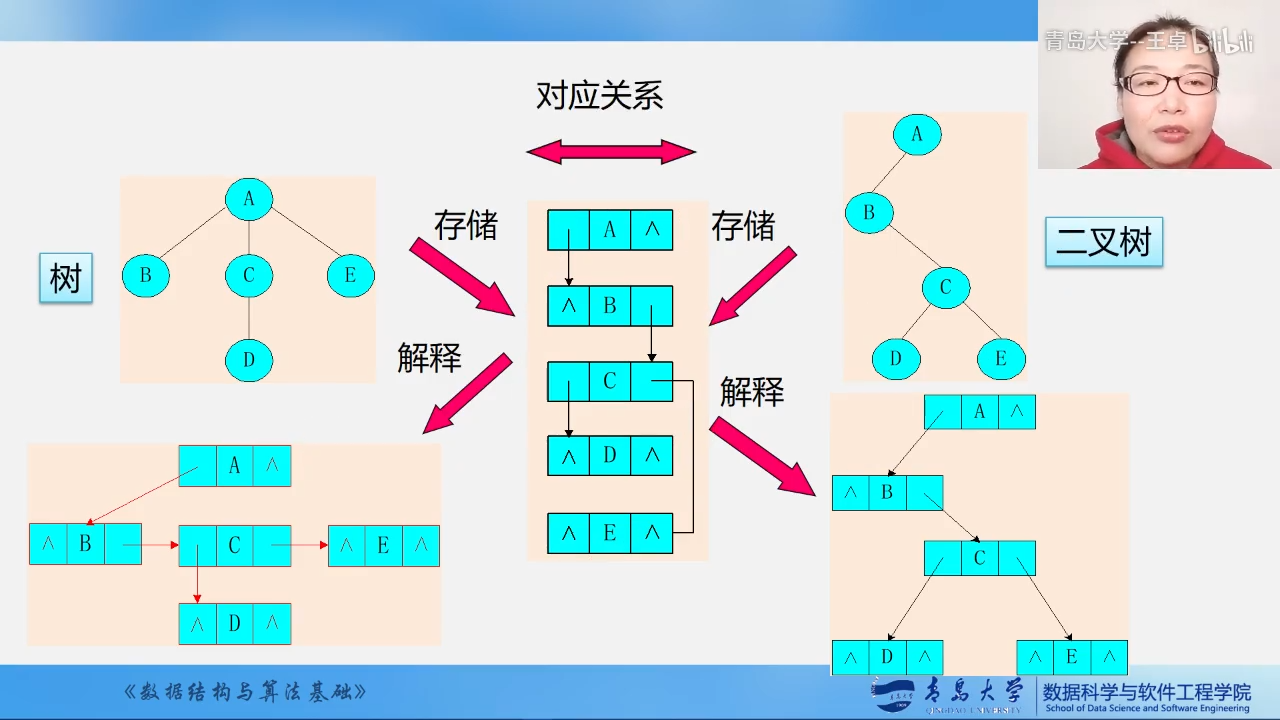 青岛大学--王卓 bilibili
对应关系
树
A
B C E
D
存储
存储
A ^
^ B
C
^ D ^
^ E ^
A
B
C
D E
二叉树
解释
解释
A ^
^ B C ^ E ^
^ D ^
A ^
^ B
C
^ D ^ ^ E ^
《数据结构与算法基础》
青岛大学
QINGDAO UNIVERSITY
数据科学与软件工程学院
School of Data Science and Software Engineering